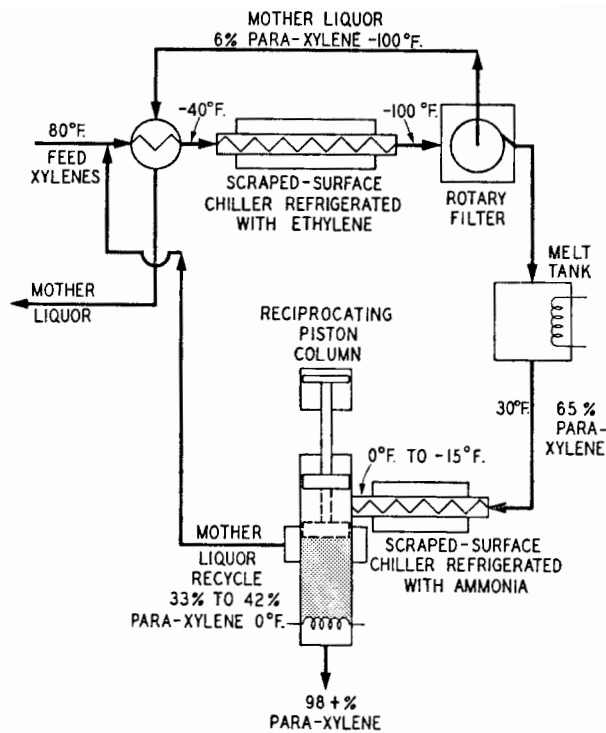 MOTHER LIQUOR
6% PARA-XYLENE -100°F.
-40°F.
-100°F.
80°F.
FEED
XYLENES
SCRAPED-SURFACE
CHILLER REFRIGERATED
WITH ETHYLENE
ROTARY
FILTER
MELT
TANK
MOTHER
LIQUOR
RECIPROCATING
PISTON
COLUMN
30°F.
65%
PARA-
XYLENE
0°F. TO -15°F.
MOTHER
LIQUOR
RECYCLE
33% TO 42%
PARA-XYLENE 0°F.
SCRAPED-SURFACE
CHILLER REFRIGERATED
WITH AMMONIA
98+%
PARA-XYLENE